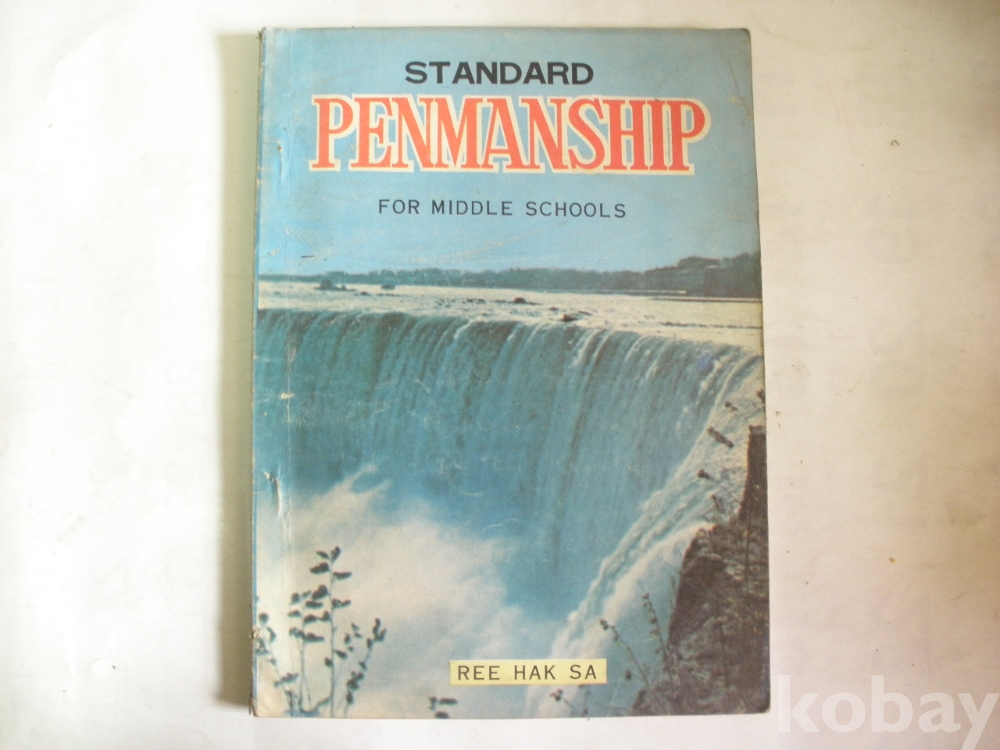 STANDARD
PENMANSHIP
FOR MIDDLE SCHOOLS
REE HAK SA
kobay